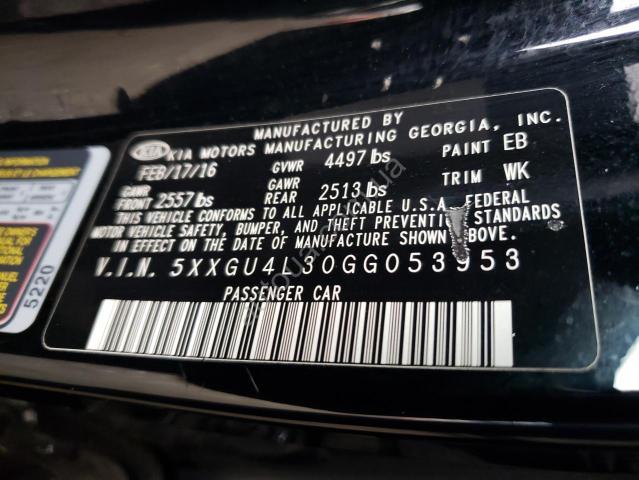 MANUFACTURED BY
KIA KIA MOTORS MANUFACTURING GEORGIA, INC.
FEB/17/16 GVWR 4497 lbs PAINT EB
GAWR FRONT 2557 lbs GAWR REAR 2513 lbs TRIM WK
THIS VEHICLE CONFORMS TO ALL APPLICABLE U.S.A. FEDERAL
MOTOR VEHICLE SAFETY, BUMPER, AND THEFT PREVENTION STANDARDS
IN EFFECT ON THE DATE OF MANUFACTURE SHOWN ABOVE.
V.I.N. 5XXGU4L30GG053953
PASSENGER CAR
5220